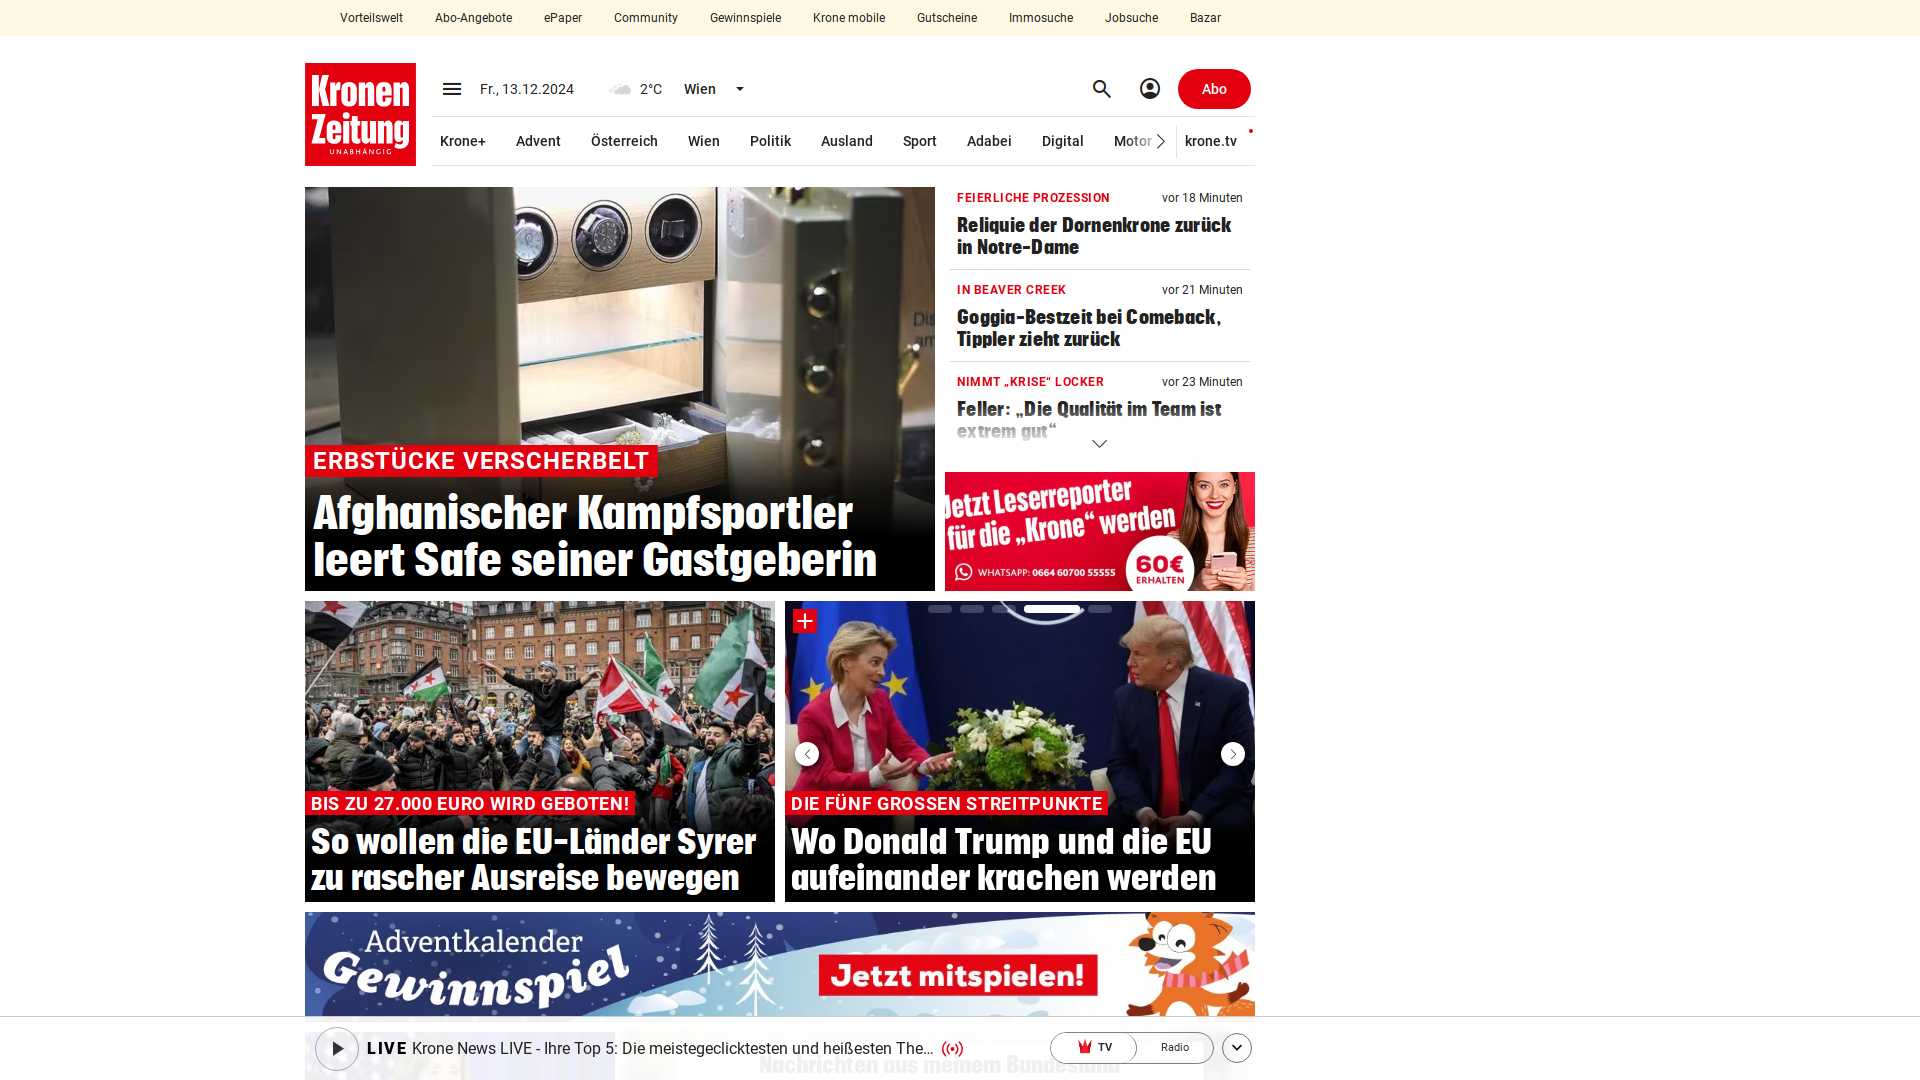 Vorteilswelt Abo-Angebote ePaper Community Gewinnspiele Krone mobile Gutscheine Immosuche Jobsuche Bazar
Kronen
Zeitung
UNABHÄNGIG
Fr., 13.12.2024 2°C Wien
Abo
Krone+ Advent Österreich Wien Politik Ausland Sport Adabei Digital Motor krone.tv
ERBSTÜCKE VERSCHERBELT
Afghanischer Kampfsportler
leert Safe seiner Gastgeberin
FEIERLICHE PROZESSION vor 18 Minuten
Reliquie der Dornenkrone zurück
in Notre-Dame
IN BEAVER CREEK vor 21 Minuten
Goggia-Bestzeit bei Comeback,
Tippler zieht zurück
NIMMT „KRISE“ LOCKER vor 23 Minuten
Feller: „Die Qualität im Team ist
extrem gut“
Jetzt Leserreporter
für die „Krone“ werden
WHATSAPP: 0664 60700 55555
60€
ERHALTEN
BIS ZU 27.000 EURO WIRD GEBOTEN!
So wollen die EU-Länder Syrer
zu rascher Ausreise bewegen
DIE FÜNF GROSSEN STREITPUNKTE
Wo Donald Trump und die EU
aufeinander krachen werden
Adventkalender
Gewinnspiel
Jetzt mitspielen!
LIVE Krone News LIVE - Ihre Top 5: Die meistegeclicktesten und heißesten The...
TV Radio
Nachrichten aus meinem Bundesland